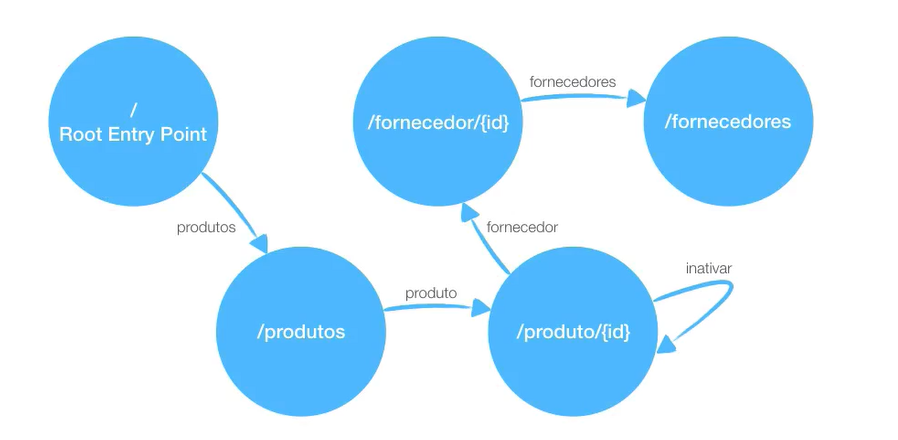 /
Root Entry Point
produtos
/produtos
produto
/produto/{id}
inativar
fornecedor
/fornecedor/{id}
fornecedores
/fornecedores